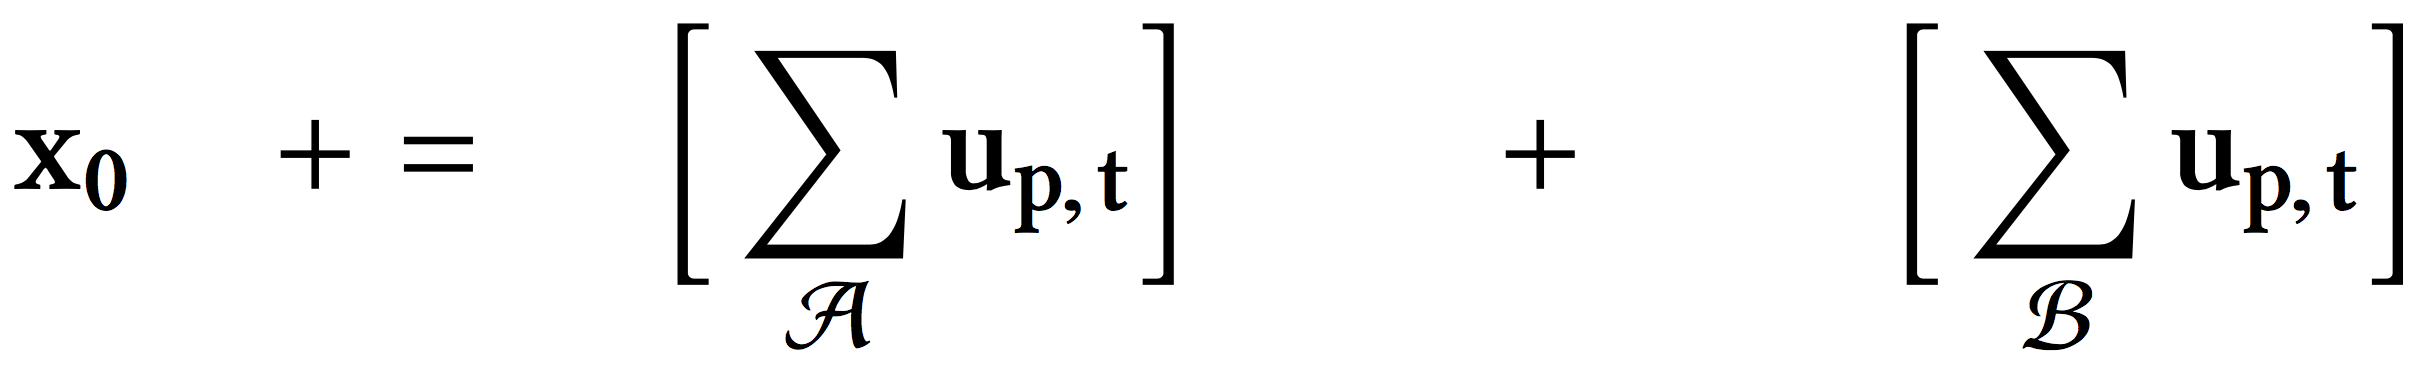 x₀ += [ ∑_𝒜 u_{p, t} ] + [ ∑_ℬ u_{p, t} ]